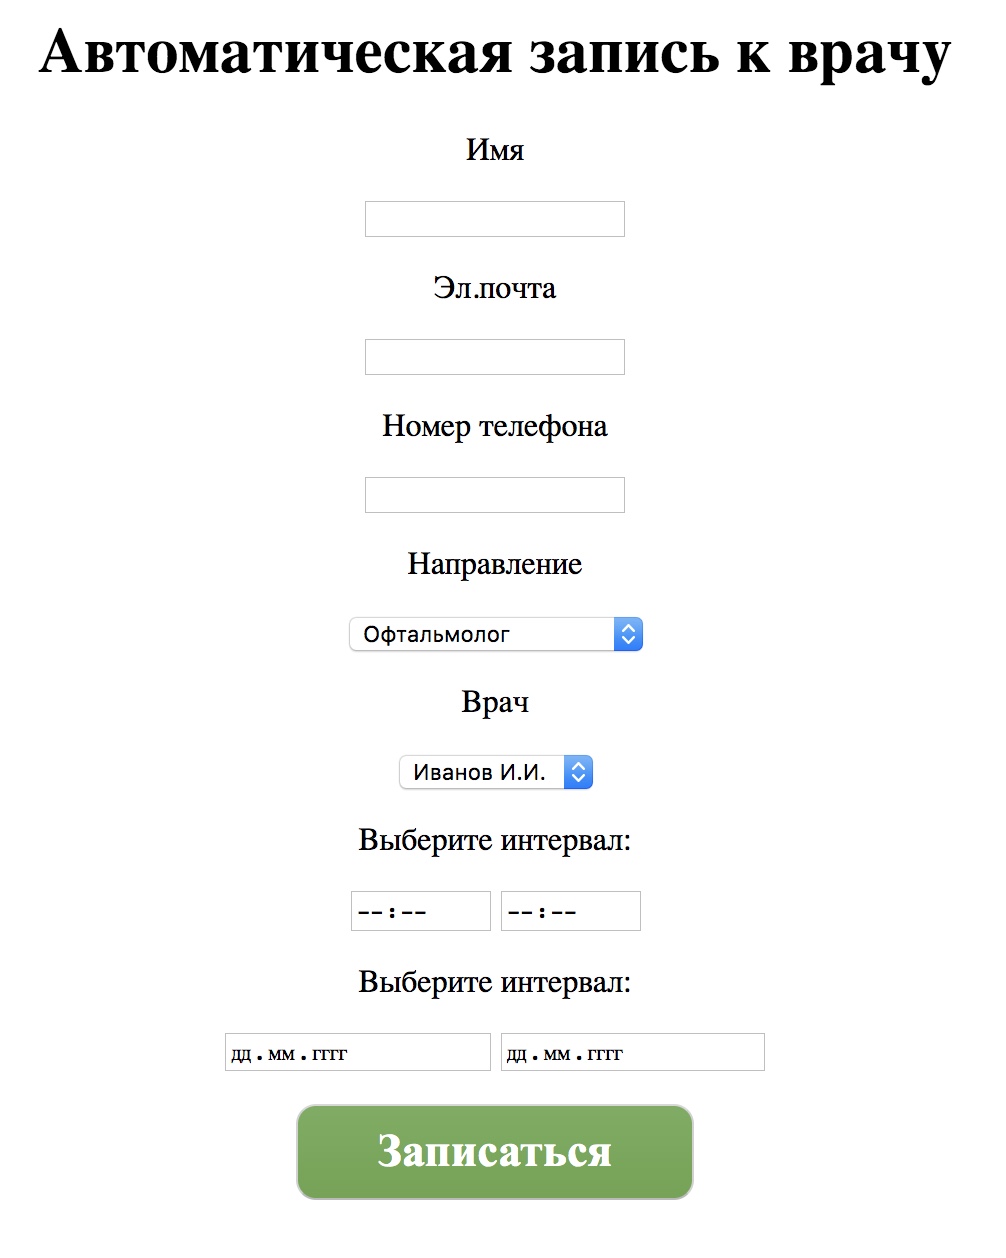 Автоматическая запись к врачу
Имя
Эл.почта
Номер телефона
Направление
Офтальмолог
Врач
Иванов И.И.
Выберите интервал:
--:-- --:--
Выберите интервал:
дд.мм.гггг дд.мм.гггг
Записаться